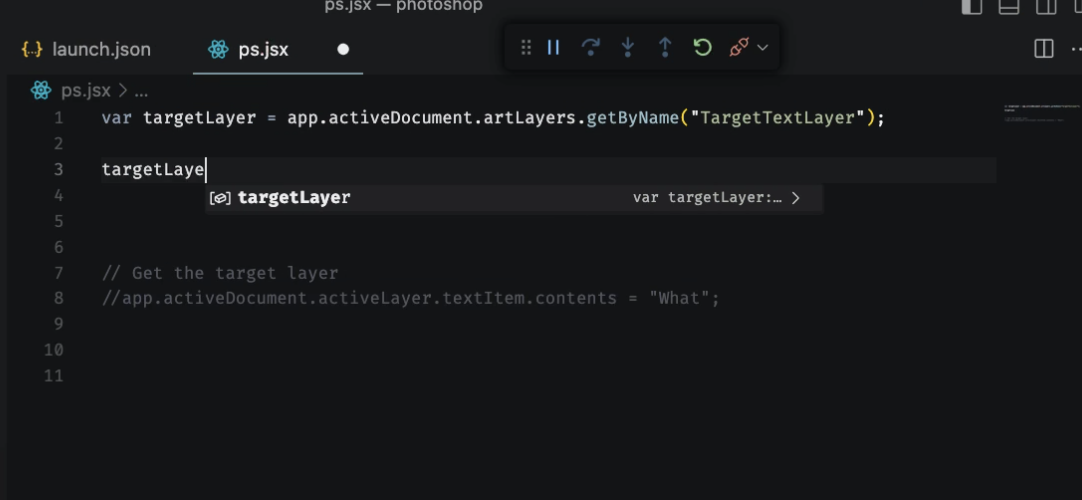 ps.jsx — photoshop
{..} launch.json
ps.jsx
ps.jsx > ...
1 var targetLayer = app.activeDocument.artLayers.getByName("TargetTextLayer");
2
3 targetLaye
4 targetLayer var targetLayer:… >
5
6
7 // Get the target layer
8 //app.activeDocument.activeLayer.textItem.contents = "What";
9
10
11